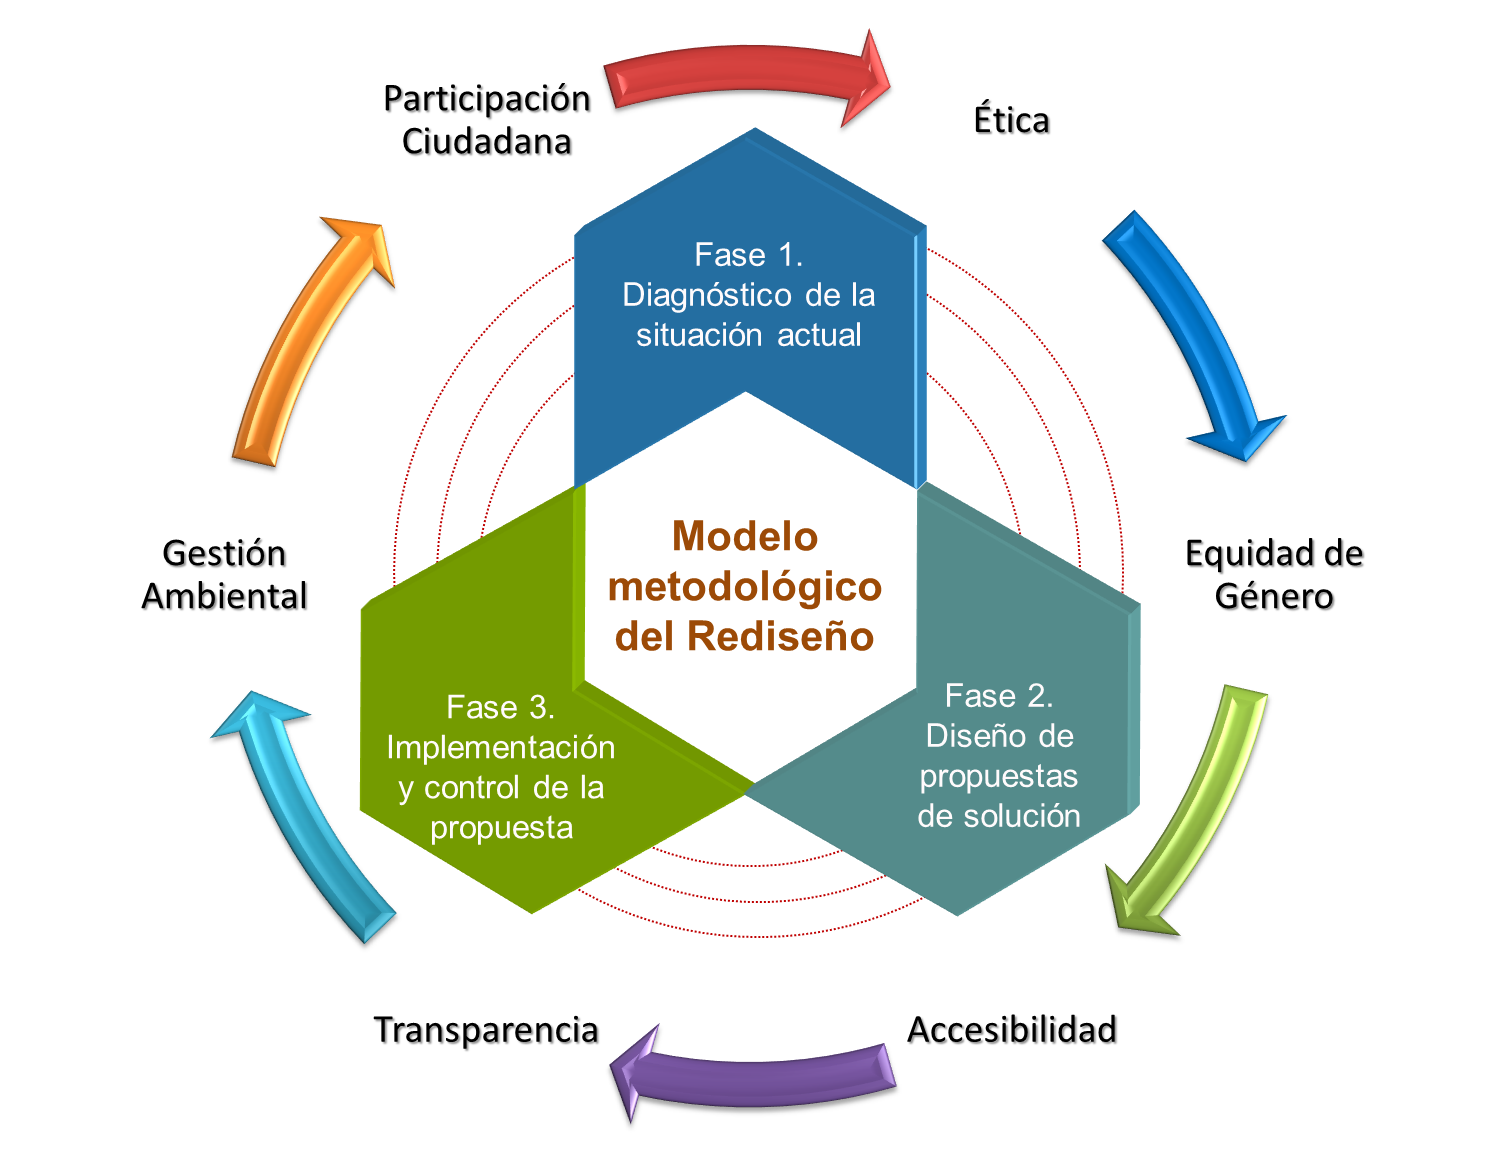 Participación
Ciudadana
Ética
Fase 1.
Diagnóstico de la
situación actual
Gestión
Ambiental
Modelo
metodológico
del Rediseño
Equidad de
Género
Fase 3.
Implementación
y control de la
propuesta
Fase 2.
Diseño de
propuestas
de solución
Transparencia
Accesibilidad